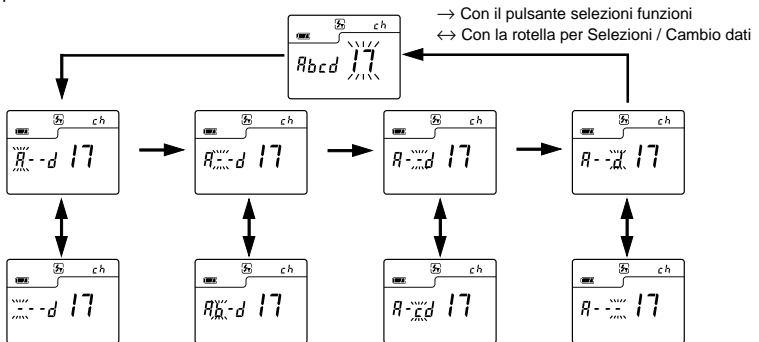 → Con il pulsante selezioni funzioni
↔ Con la rotella per Selezioni / Cambio dati
ch
Abcd 17
ch
A--d 17
ch
A--d 17
ch
A--d 17
ch
A--d 17
ch
---d 17
ch
Ab-d 17
ch
A-cd 17
ch
A--- 17